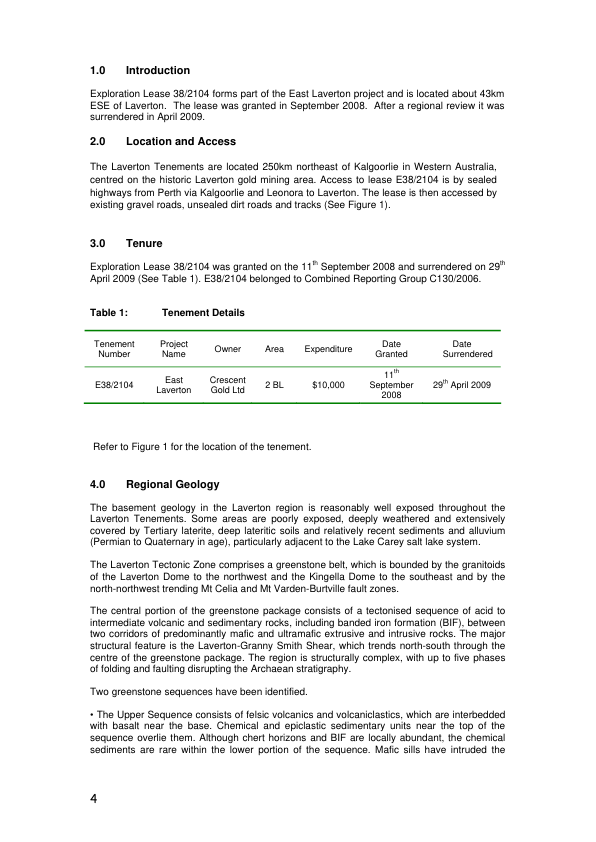 1.0 Introduction
Exploration Lease 38/2104 forms part of the East Laverton project and is located about 43km
ESE of Laverton. The lease was granted in September 2008. After a regional review it was
surrendered in April 2009.
2.0 Location and Access
The Laverton Tenements are located 250km northeast of Kalgoorlie in Western Australia,
centred on the historic Laverton gold mining area. Access to lease E38/2104 is by sealed
highways from Perth via Kalgoorlie and Leonora to Laverton. The lease is then accessed by
existing gravel roads, unsealed dirt roads and tracks (See Figure 1).
3.0 Tenure
Exploration Lease 38/2104 was granted on the 11th September 2008 and surrendered on 29th
April 2009 (See Table 1). E38/2104 belonged to Combined Reporting Group C130/2006.
Table 1: Tenement Details
Tenement Number Project Name Owner Area Expenditure Date Granted Date Surrendered
E38/2104 East Laverton Crescent Gold Ltd 2 BL $10,000 11th September 2008 29th April 2009
Refer to Figure 1 for the location of the tenement.
4.0 Regional Geology
The basement geology in the Laverton region is reasonably well exposed throughout the
Laverton Tenements. Some areas are poorly exposed, deeply weathered and extensively
covered by Tertiary laterite, deep lateritic soils and relatively recent sediments and alluvium
(Permian to Quaternary in age), particularly adjacent to the Lake Carey salt lake system.
The Laverton Tectonic Zone comprises a greenstone belt, which is bounded by the granitoids
of the Laverton Dome to the northwest and the Kingella Dome to the southeast and by the
north-northwest trending Mt Celia and Mt Varden-Burtville fault zones.
The central portion of the greenstone package consists of a tectonised sequence of acid to
intermediate volcanic and sedimentary rocks, including banded iron formation (BIF), between
two corridors of predominantly mafic and ultramafic extrusive and intrusive rocks. The major
structural feature is the Laverton-Granny Smith Shear, which trends north-south through the
centre of the greenstone package. The region is structurally complex, with up to five phases
of folding and faulting disrupting the Archaean stratigraphy.
Two greenstone sequences have been identified.
• The Upper Sequence consists of felsic volcanics and volcaniclastics, which are interbedded
with basalt near the base. Chemical and epiclastic sedimentary units near the top of the
sequence overlie them. Although chert horizons and BIF are locally abundant, the chemical
sediments are rare within the lower portion of the sequence. Mafic sills have intruded the
4